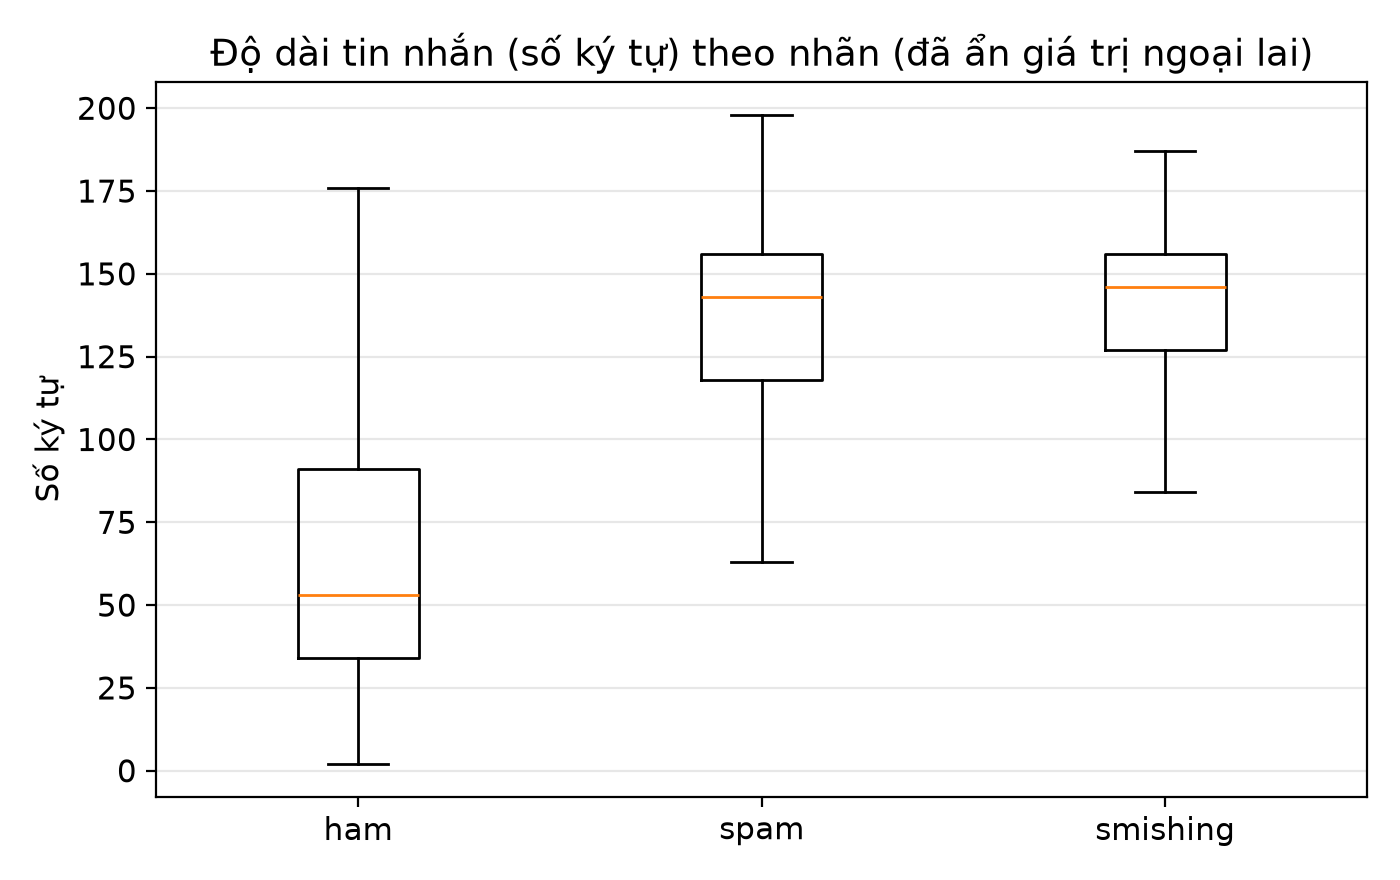 Độ dài tin nhắn (số ký tự) theo nhãn (đã ẩn giá trị ngoại lai)
Số ký tự
200
175
150
125
100
75
50
25
0
ham
spam
smishing